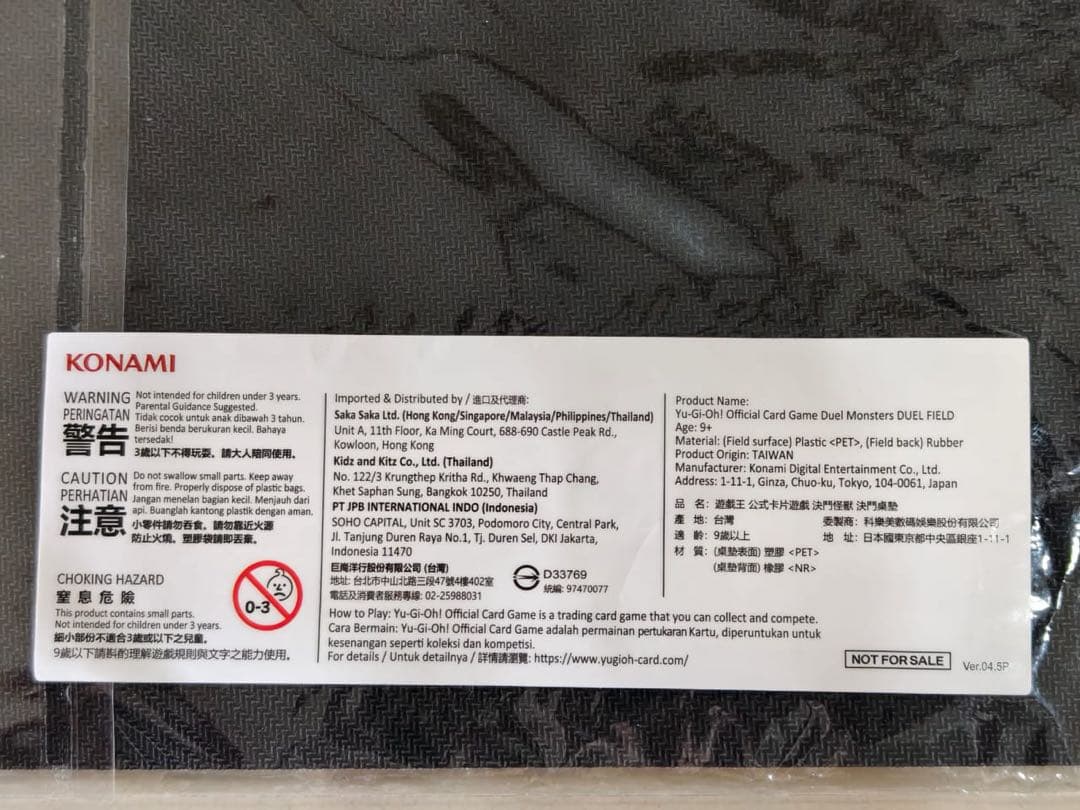 KONAMI
WARNING
PERINGATAN
警告
Not intended for children under 3 years.
Parental Guidance Suggested.
Tidak cocok untuk anak dibawah 3 tahun.
Berisi benda berukuran kecil. Bahaya
tersedak!
3歲以下不得玩耍。請大人陪同使用。
CAUTION
PERHATIAN
注意
Do not swallow small parts. Keep away
from fire. Properly dispose of plastic bags.
Jangan menelan bagian kecil. Menjauh dari
api. Buanglah kantong plastik dengan aman.
小零件請勿吞食。請勿靠近火源
防止火燒。塑膠袋請即丟棄。
CHOKING HAZARD
窒息危險
This product contains small parts.
Not intended for children under 3 years.
細小部份不適合3歲或以下之兒童。
9歲以下請斟酌理解遊戲規則與文字之能力使用。
0-3
Imported & Distributed by / 進口及代理商:
Saka Saka Ltd. (Hong Kong/Singapore/Malaysia/Philippines/Thailand)
Unit A, 11th Floor, Ka Ming Court, 688-690 Castle Peak Rd.,
Kowloon, Hong Kong
Kidz and Kitz Co., Ltd. (Thailand)
No. 122/3 Krungthep Kritha Rd., Khwaeng Thap Chang,
Khet Saphan Sung, Bangkok 10250, Thailand
PT JPB INTERNATIONAL INDO (Indonesia)
SOHO CAPITAL, Unit SC 3703, Podomoro City, Central Park,
Jl. Tanjung Duren Raya No.1, Tj. Duren Sel, DKI Jakarta,
Indonesia 11470
巨崗洋行股份有限公司 (台灣)
地址: 台北市中山北路三段47號4樓402室
電話及消費者服務專線: 02-25988031
D33769
統編: 97470077
How to Play: Yu-Gi-Oh! Official Card Game is a trading card game that you can collect and compete.
Cara Bermain: Yu-Gi-Oh! Official Card Game adalah permainan pertukaran Kartu, diperuntukan untuk
kesenangan seperti koleksi dan kompetisi.
For details / Untuk detailnya / 詳情請瀏覽: https://www.yugioh-card.com/
Product Name:
Yu-Gi-Oh! Official Card Game Duel Monsters DUEL FIELD
Age: 9+
Material: (Field surface) Plastic <PET>, (Field back) Rubber
Product Origin: TAIWAN
Manufacturer: Konami Digital Entertainment Co., Ltd.
Address: 1-11-1, Ginza, Chuo-ku, Tokyo, 104-0061, Japan
品 名: 遊戲王 公式卡片遊戲 決鬥怪獸 決鬥桌墊
產 地: 台灣 委製商: 科樂美數碼娛樂股份有限公司
適 齡: 9歲以上 地 址: 日本國東京都中央區銀座1-11-1
材 質: (桌墊表面) 塑膠 <PET>
(桌墊背面) 橡膠 <NR>
NOT FOR SALE
Ver.04.5P